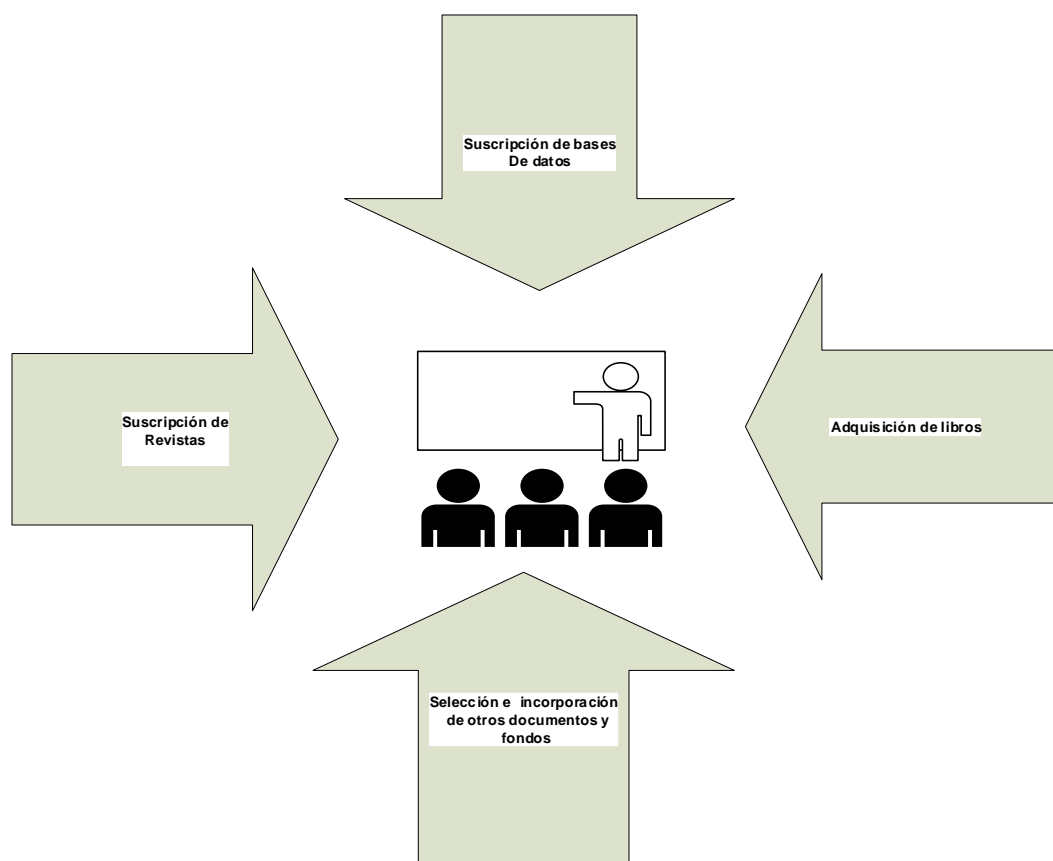 Suscripción de bases
De datos
Suscripción de
Revistas
Adquisición de libros
Selección e incorporación
de otros documentos y
fondos